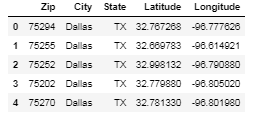 Zip City State Latitude Longitude
0 75294 Dallas TX 32.767268 -96.777626
1 75255 Dallas TX 32.669783 -96.614921
2 75252 Dallas TX 32.998132 -96.790880
3 75202 Dallas TX 32.779880 -96.805020
4 75270 Dallas TX 32.781330 -96.801980